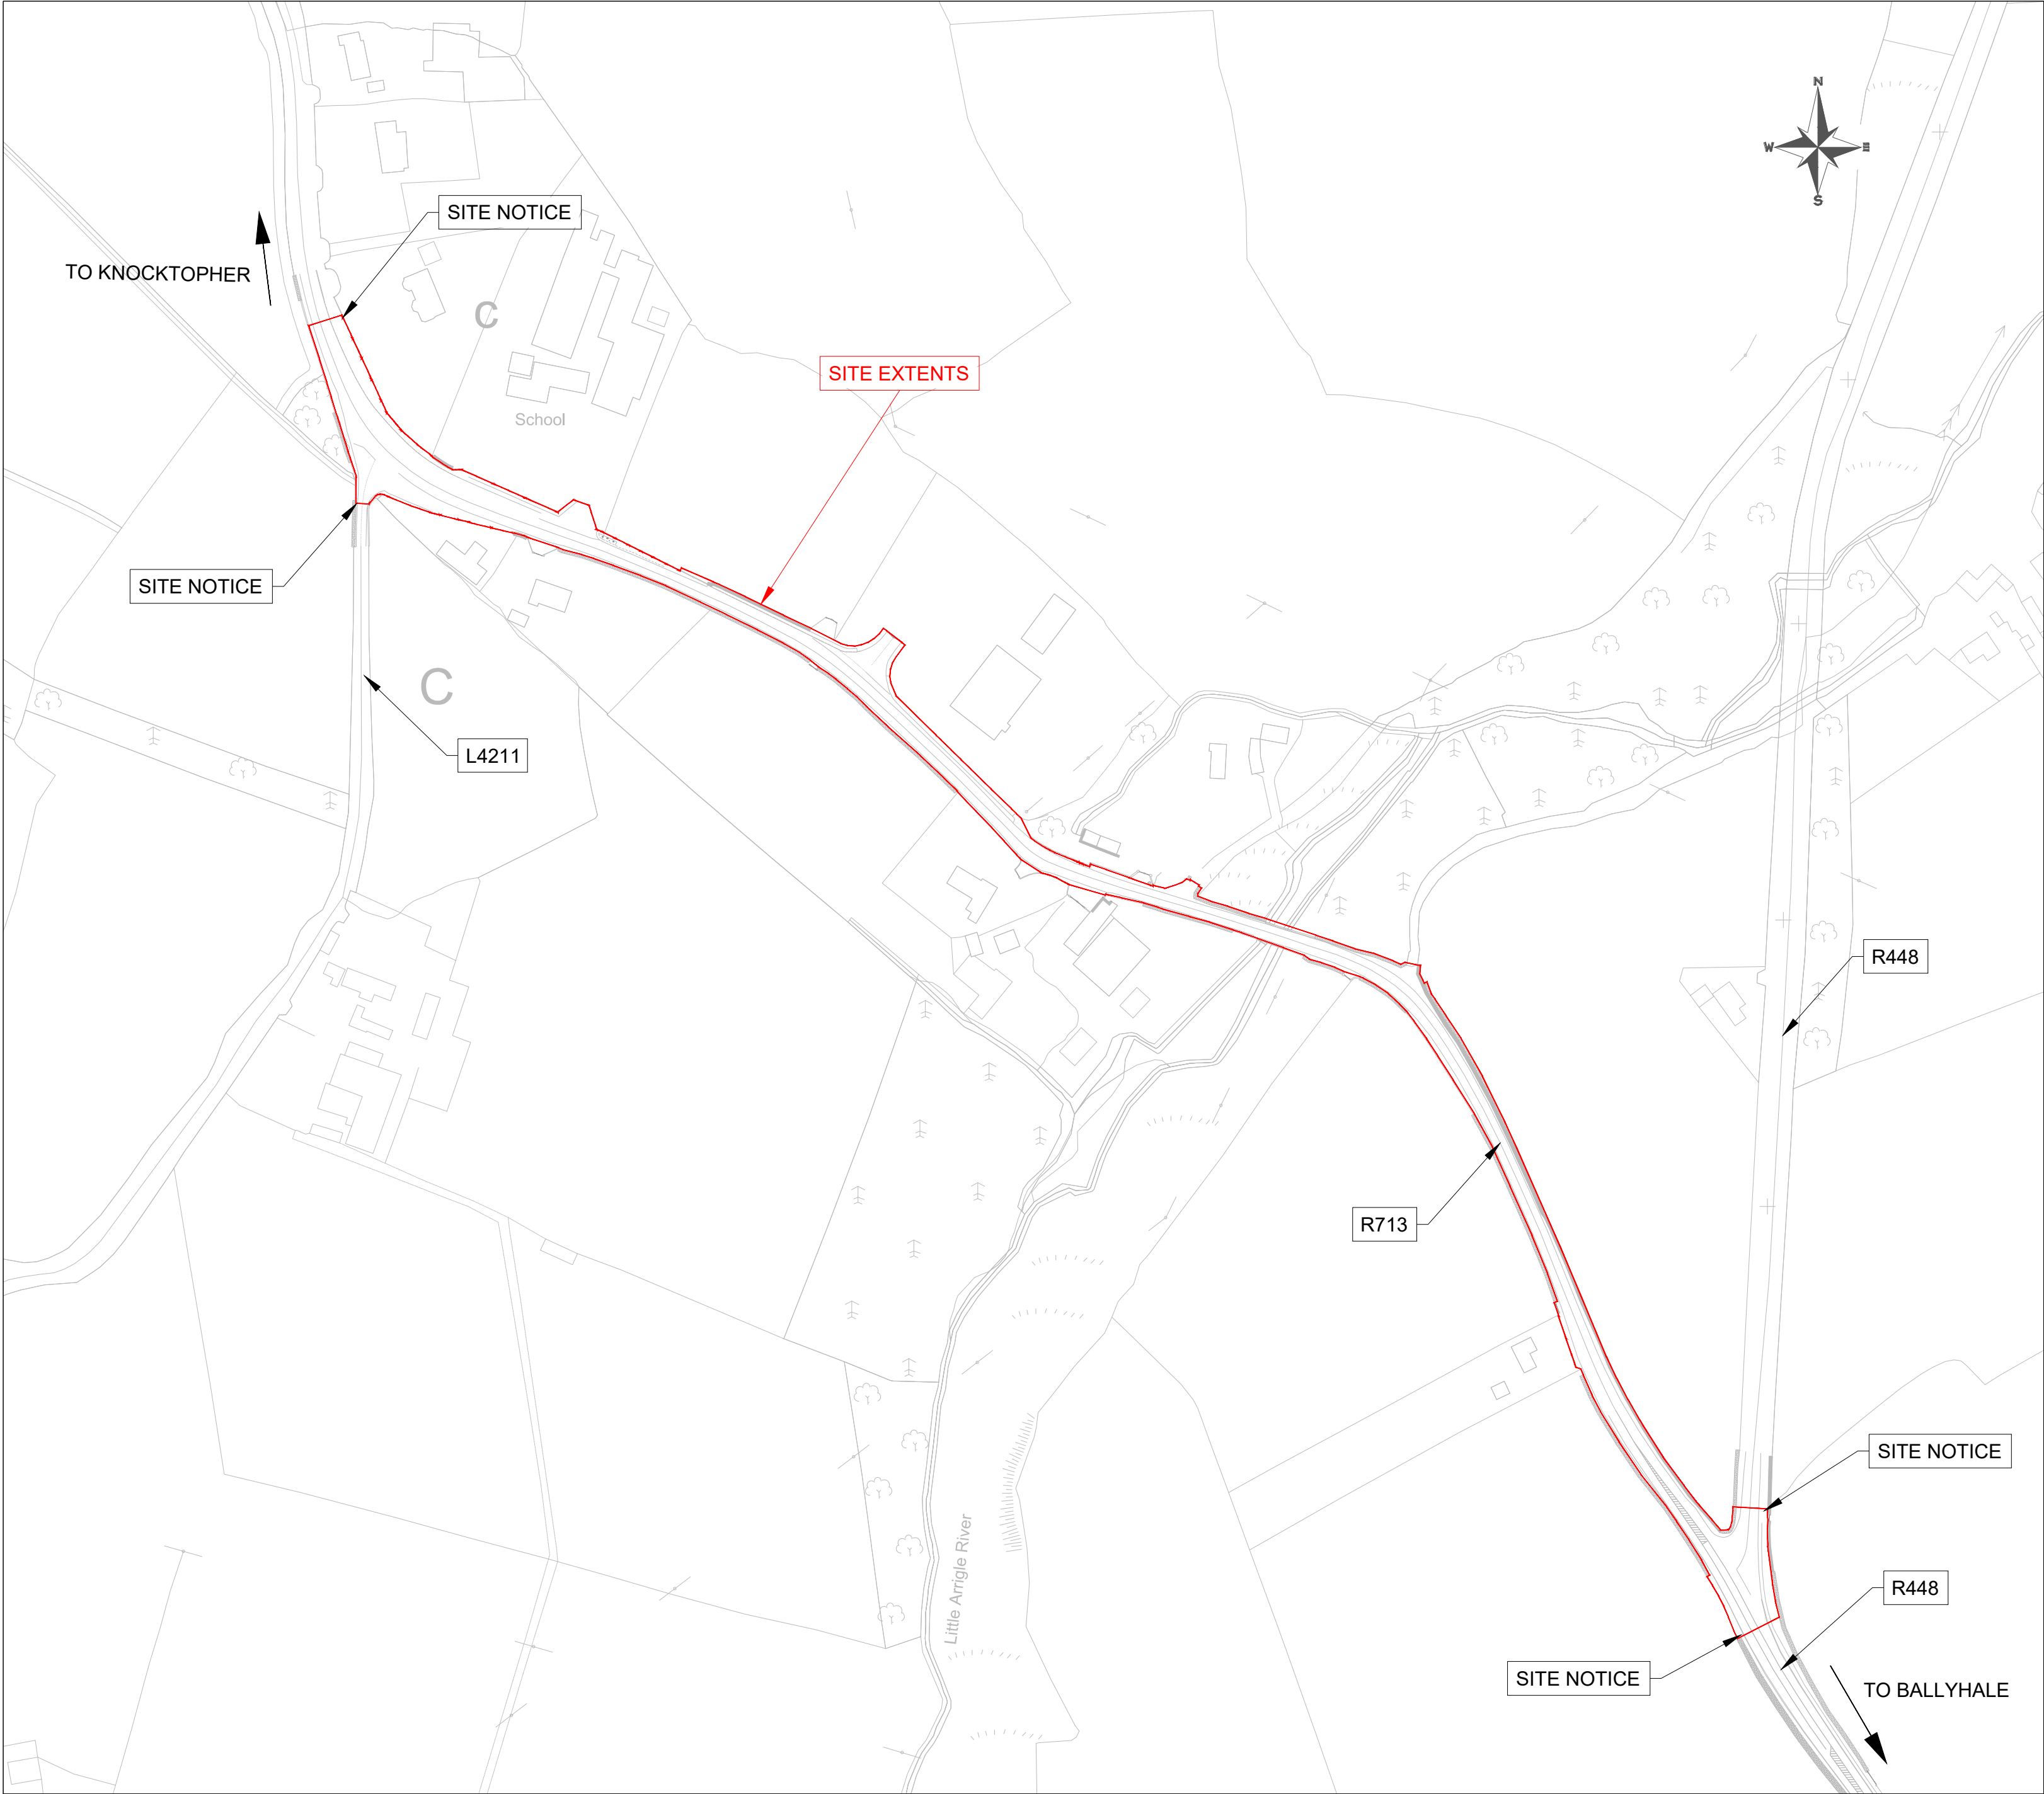 N
W
E
S
SITE NOTICE
TO KNOCKTOPHER
C
SITE EXTENTS
School
SITE NOTICE
C
L4211
R448
R713
SITE NOTICE
Little Arrigle River
R448
SITE NOTICE
TO BALLYHALE